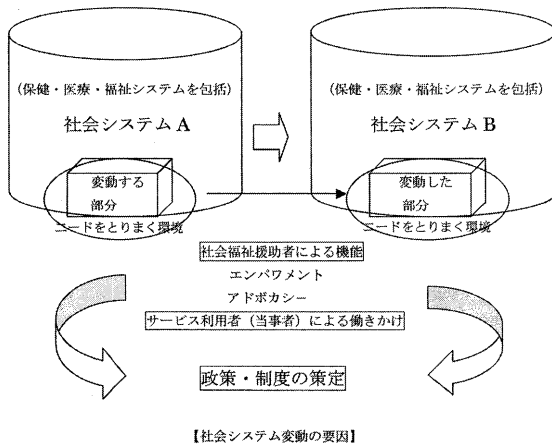 (保健・医療・福祉システムを包括)
(保健・医療・福祉システムを包括)
社会システム A
社会システム B
変動する
部分
変動した
部分
ニードをとりまく環境
ニードをとりまく環境
社会福祉援助者による機能
エンパワメント
アドボカシー
サービス利用者（当事者）による働きかけ
政策・制度の策定
【社会システム変動の要因】